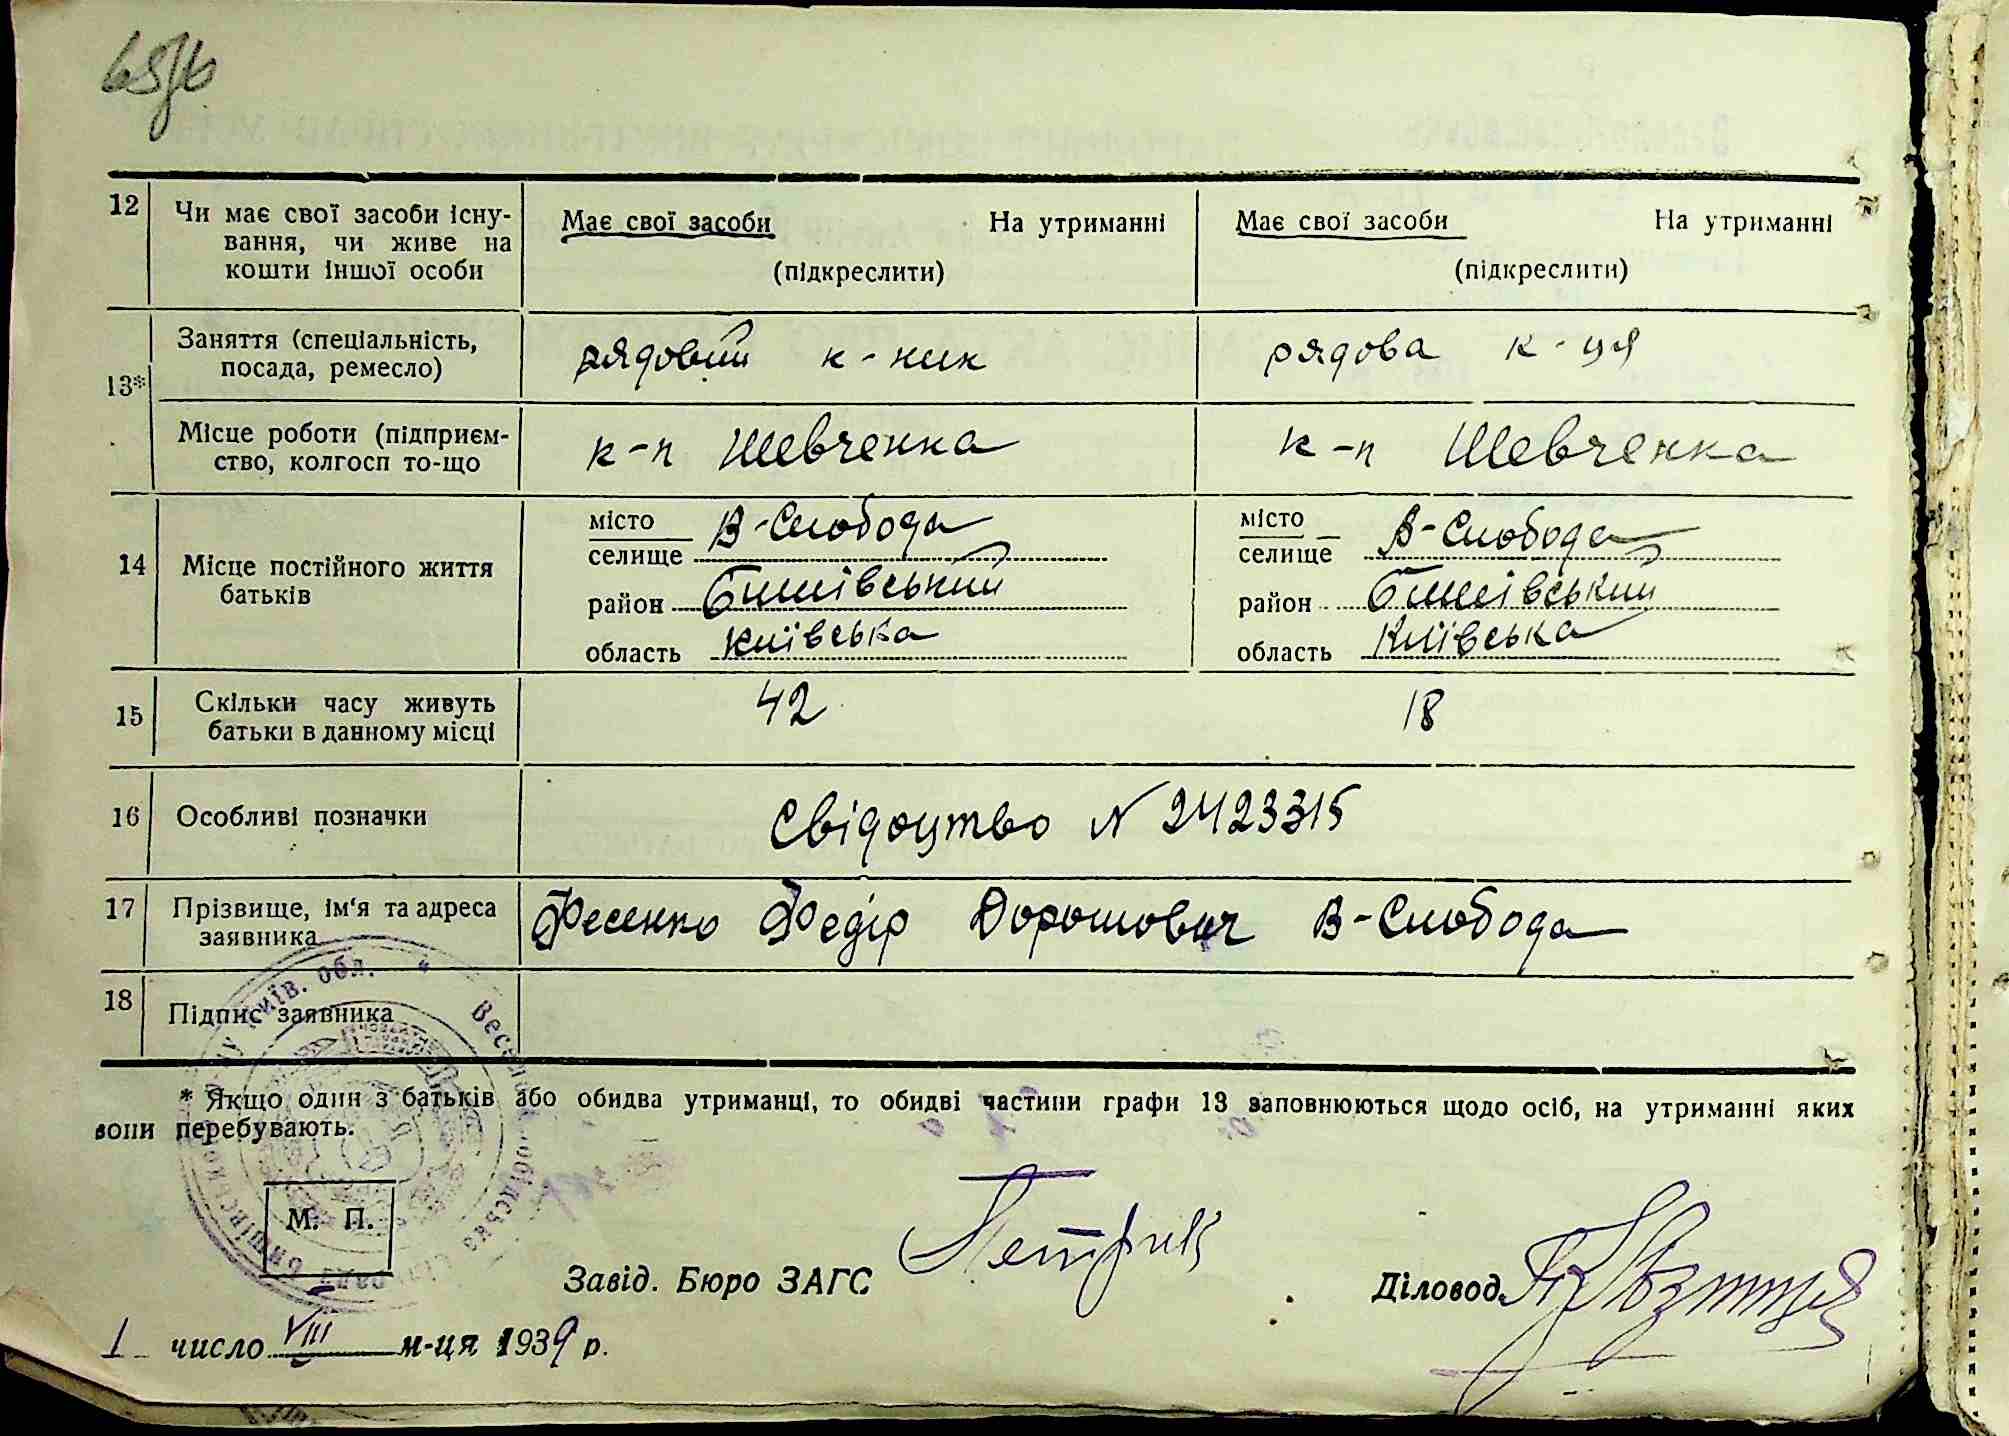 12 Чи має свої засоби існу-
вання, чи живе на
кошти іншої особи
Має свої засоби На утриманні
(підкреслити)
Має свої засоби На утриманні
(підкреслити)
13*
Заняття (спеціальність,
посада, ремесло)
рядовий к-ник
рядова к-ця
Місце роботи (підприєм-
ство, колгосп то-що
к-п Шевченка
к-п Шевченка
14 Місце постійного життя
батьків
місто
селище В-Слобода
район Бишівський
область Київська
місто
селище В-Слобода
район Бишівський
область Київська
15 Скільки часу живуть
батьки в данному місці
42
18
16 Особливі позначки
Свідоцтво N 2423315
17 Прізвище, ім'я та адреса
заявника
Фесенко Федір Дорошович В-Слобода
18 Підпис заявника
* Якщо один з батьків або обидва утриманці, то обидві частини графи 13 заповнюються щодо осіб, на утриманні яких
вони перебувають.
М. П.
Завід. Бюро ЗАГС Петрик
Діловод
1 число VIII м-ця 1939 р.